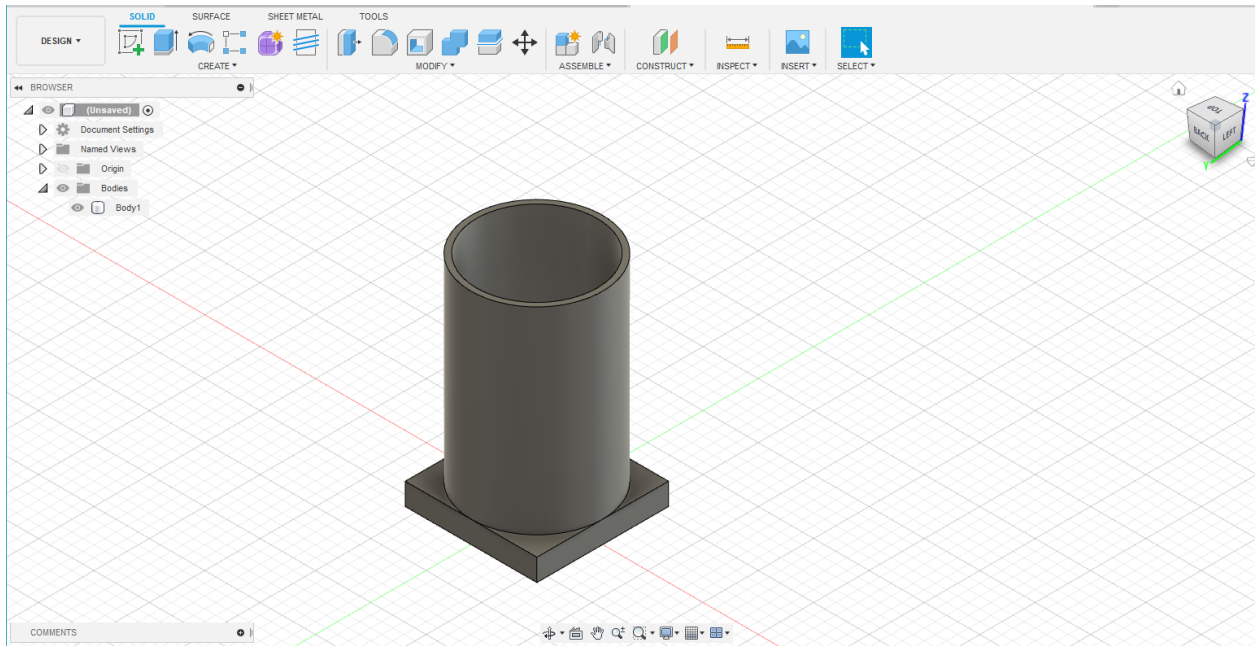 SOLID SURFACE SHEET METAL TOOLS
DESIGN ▾
CREATE ▾ MODIFY ▾ ASSEMBLE ▾ CONSTRUCT ▾ INSPECT ▾ INSERT ▾ SELECT ▾
BROWSER
(Unsaved)
Document Settings
Named Views
Origin
Bodies
Body1
Z
TOP
BACK LEFT
Y
COMMENTS